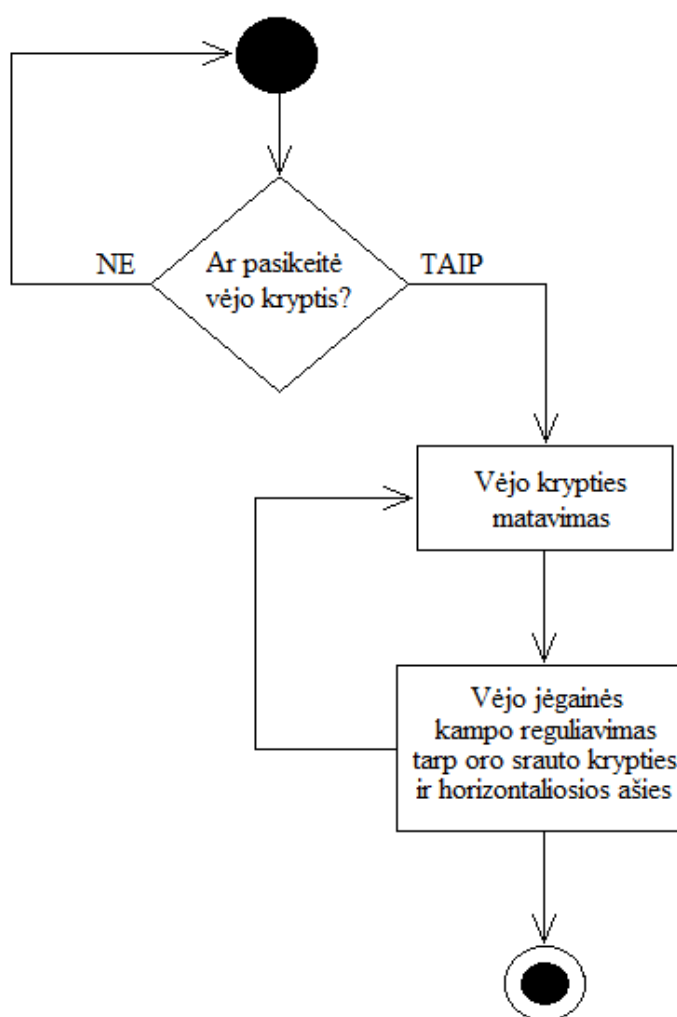 NE
Ar pasikeitė
vėjo kryptis?
TAIP
Vėjo krypties
matavimas
Vėjo jėgainės
kampo reguliavimas
tarp oro srauto krypties
ir horizontaliosios ašies